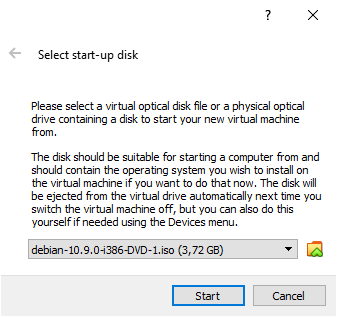 ?
Select start-up disk
Please select a virtual optical disk file or a physical optical
drive containing a disk to start your new virtual machine
from.
The disk should be suitable for starting a computer from and
should contain the operating system you wish to install on
the virtual machine if you want to do that now. The disk will
be ejected from the virtual drive automatically next time you
switch the virtual machine off, but you can also do this
yourself if needed using the Devices menu.
debian-10.9.0-i386-DVD-1.iso (3,72 GB)
Start Cancel